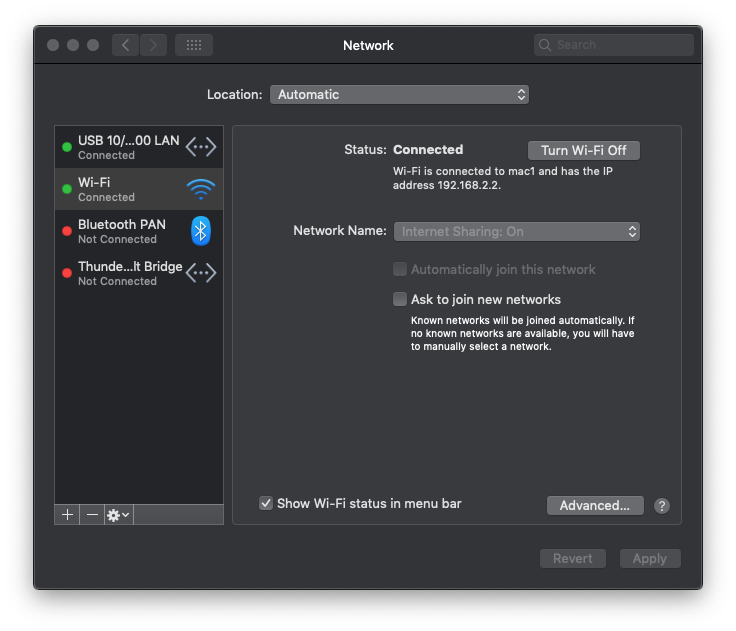 Network
Search
Location: Automatic
USB 10/...00 LAN
Connected
Wi-Fi
Connected
Bluetooth PAN
Not Connected
Thunde...lt Bridge
Not Connected
Status: Connected
Turn Wi-Fi Off
Wi-Fi is connected to mac1 and has the IP
address 192.168.2.2.
Network Name: Internet Sharing: On
Automatically join this network
Ask to join new networks
Known networks will be joined automatically. If
no known networks are available, you will have
to manually select a network.
Show Wi-Fi status in menu bar
Advanced...
?
Revert
Apply